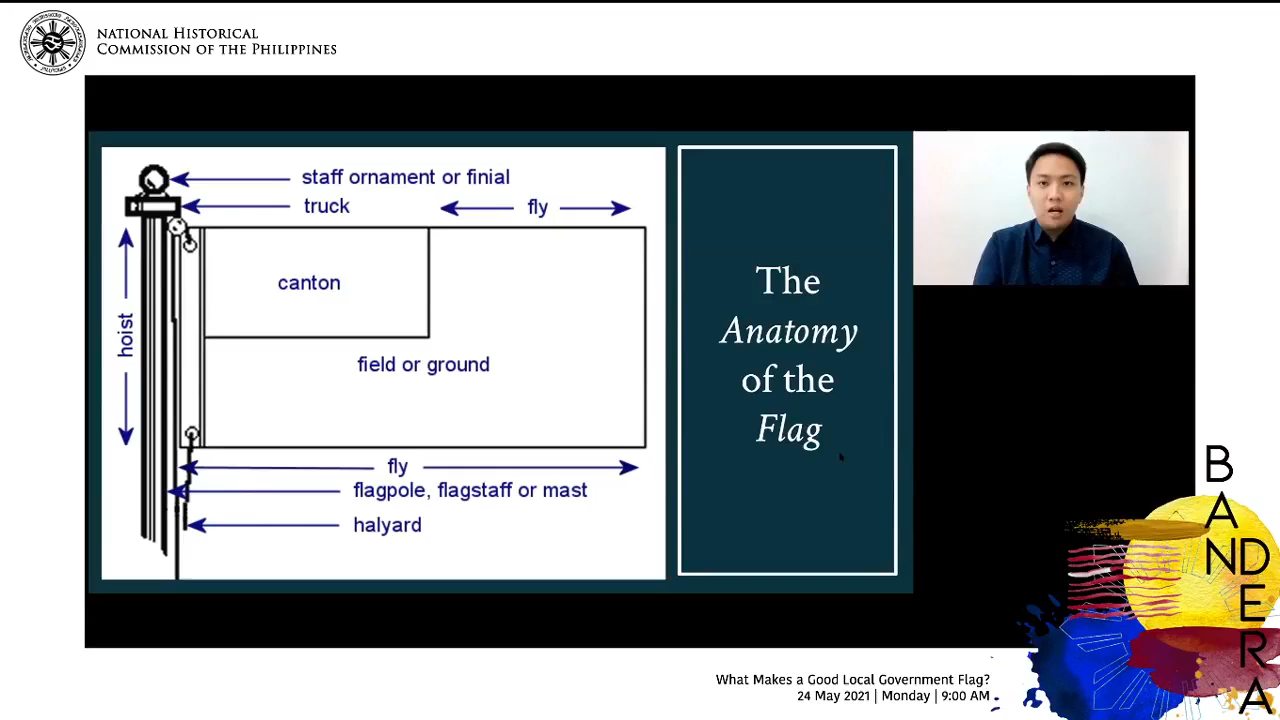 NATIONAL HISTORICAL
COMMISSION OF THE PHILIPPINES
staff ornament or finial
truck
fly
canton
hoist
field or ground
fly
flagpole, flagstaff or mast
halyard
The
Anatomy
of the
Flag
BANDERA
What Makes a Good Local Government Flag?
24 May 2021 | Monday | 9:00 AM